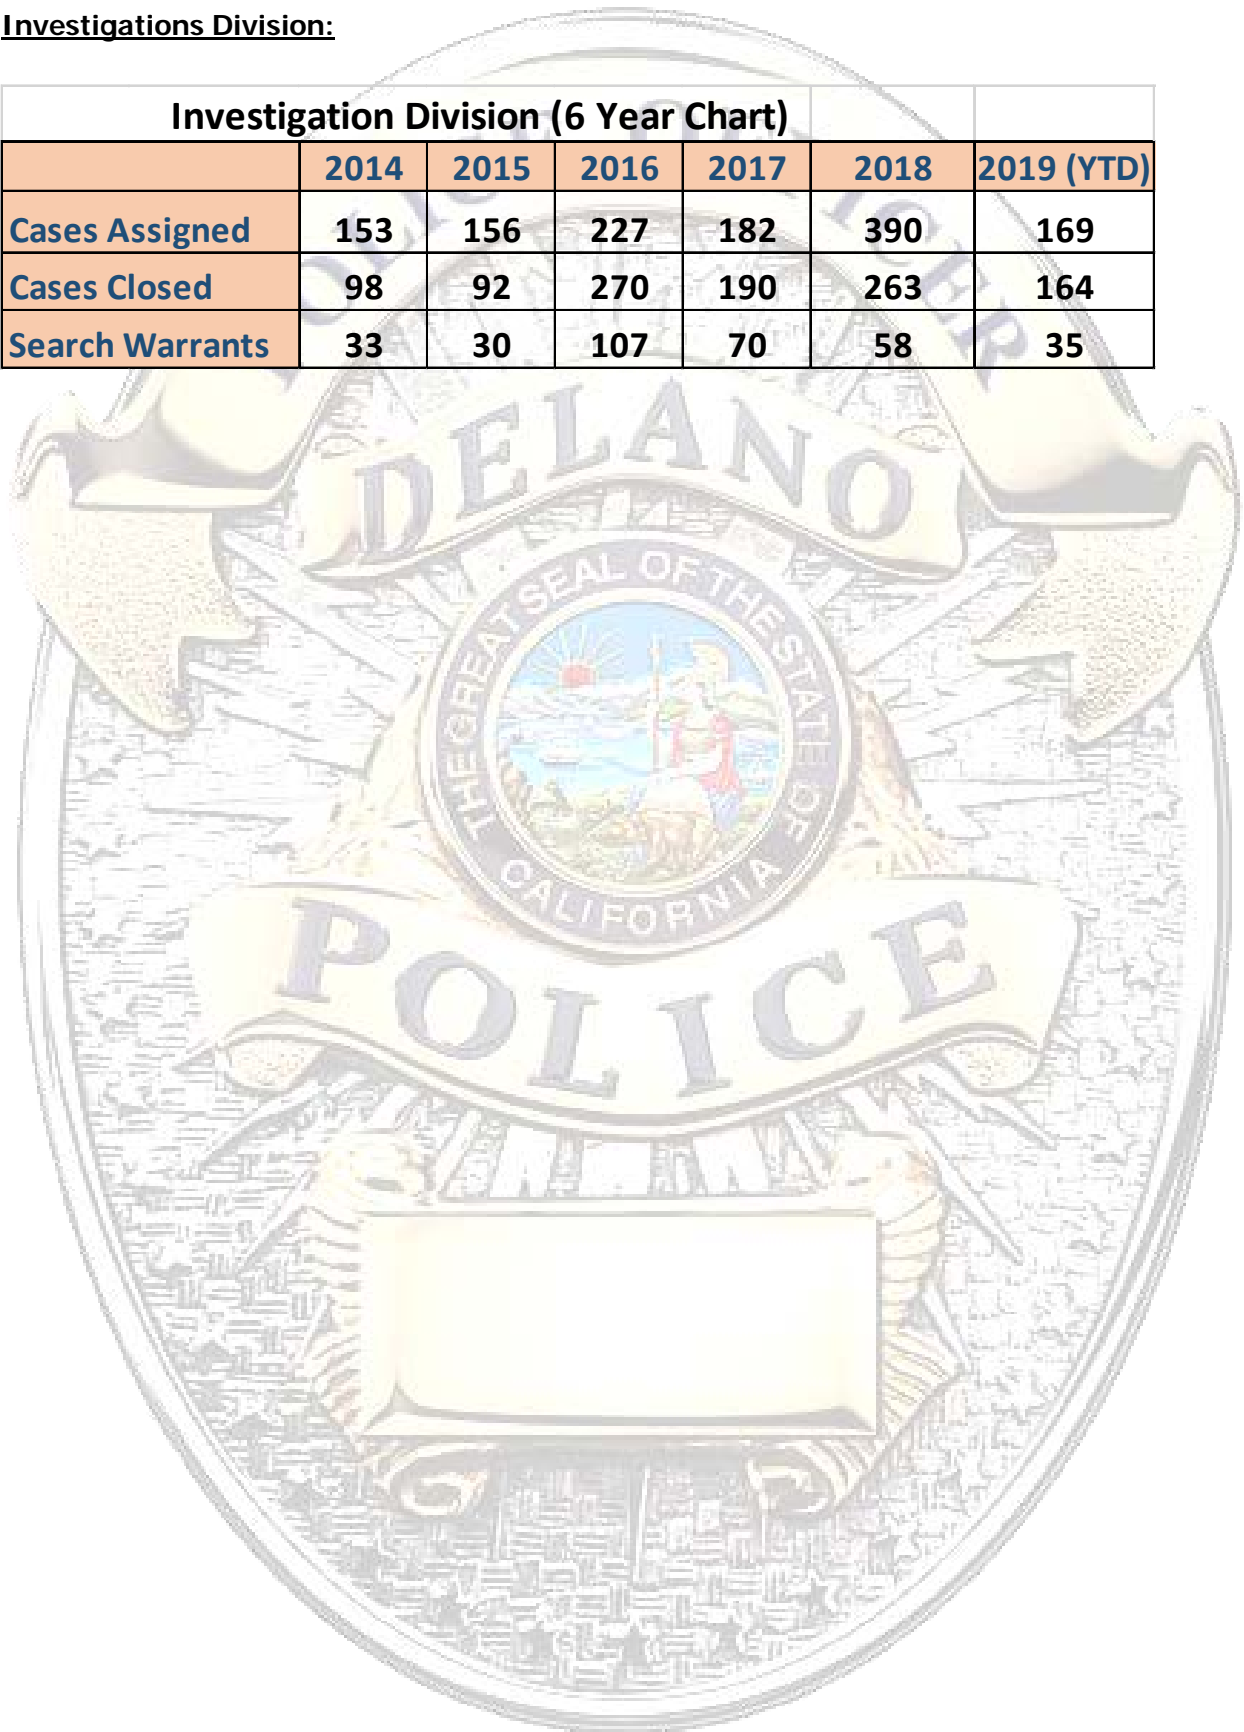 Investigations Division:
Investigation Division (6 Year Chart)
2014 2015 2016 2017 2018 2019 (YTD)
Cases Assigned 153 156 227 182 390 169
Cases Closed 98 92 270 190 263 164
Search Warrants 33 30 107 70 58 35
POLICE OFFICER
DELANO
THE GREAT SEAL OF THE STATE OF CALIFORNIA
POLICE